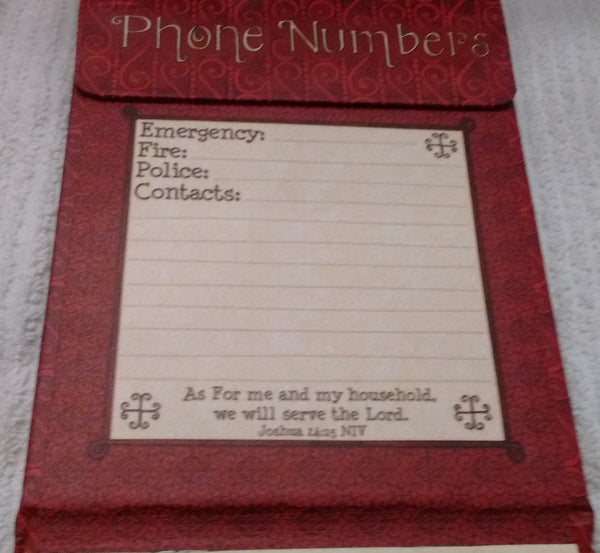 Phone Numbers
Emergency:
Fire:
Police:
Contacts:
As For me and my household,
we will serve the Lord.
Joshua 24:15 NIV